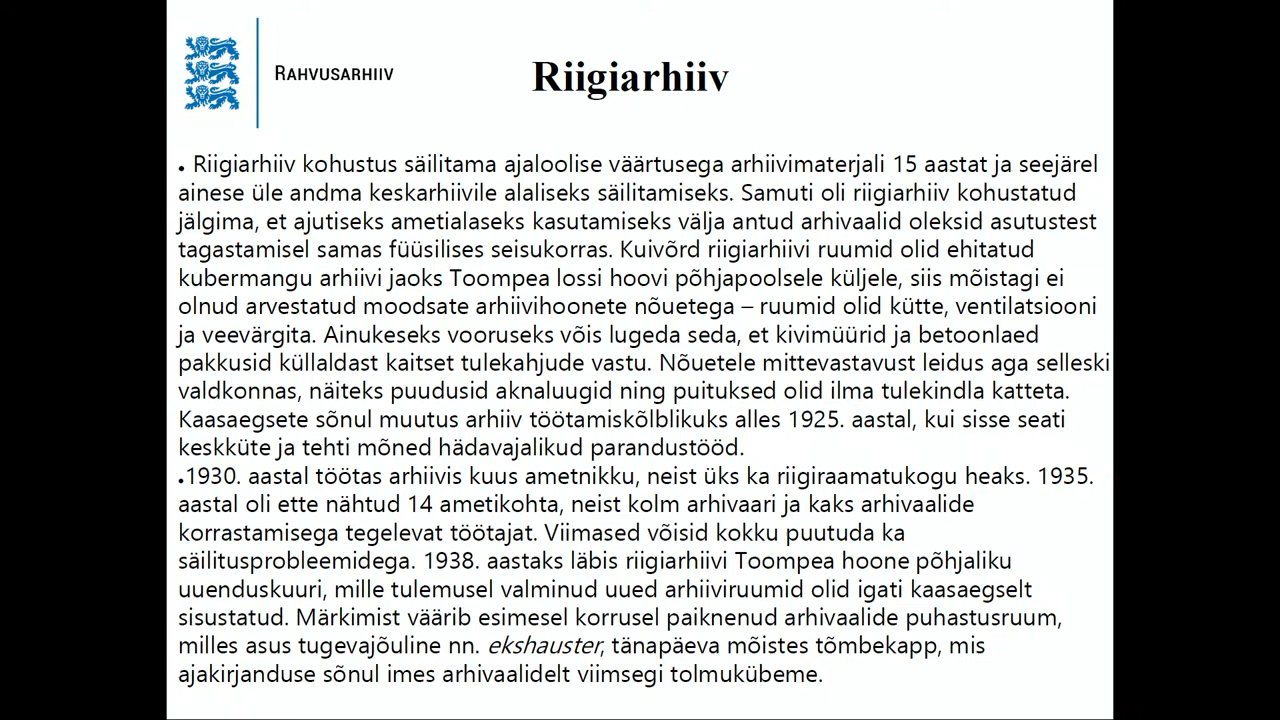 RAHVUSARHIIV
Riigiarhiiv
• Riigiarhiiv kohustus säilitama ajaloolise väärtusega arhiivimaterjali 15 aastat ja seejärel
ainese üle andma keskarhiivile alaliseks säilitamiseks. Samuti oli riigiarhiiv kohustatud
jälgima, et ajutiseks ametialaseks kasutamiseks välja antud arhivaalid oleksid asutustest
tagastamisel samas füüsilises seisukorras. Kuivõrd riigiarhiivi ruumid olid ehitatud
kubermangu arhiivi jaoks Toompea lossi hoovi põhjapoolsele küljele, siis mõistagi ei
olnud arvestatud moodsate arhiivihoonete nõuetega – ruumid olid kütte, ventilatsiooni
ja veevärgita. Ainukeseks vooruseks võis lugeda seda, et kivimüürid ja betoonlaed
pakkusid küllaldast kaitset tulekahjude vastu. Nõuetele mittevastavust leidus aga selleski
valdkonnas, näiteks puudusid aknaluugid ning puituksed olid ilma tulekindla katteta.
Kaasaegsete sõnul muutus arhiiv töötamiskõlblikuks alles 1925. aastal, kui sisse seati
keskküte ja tehti mõned hädavajalikud parandustööd.
•1930. aastal töötas arhiivis kuus ametnikku, neist üks ka riigiraamatukogu heaks. 1935.
aastal oli ette nähtud 14 ametikohta, neist kolm arhivaari ja kaks arhivaalide
korrastamisega tegelevat töötajat. Viimased võisid kokku puutuda ka
säilitusprobleemidega. 1938. aastaks läbis riigiarhiivi Toompea hoone põhjaliku
uuenduskuuri, mille tulemusel valminud uued arhiiviruumid olid igati kaasaegselt
sisustatud. Märkimist väärib esimesel korrusel paiknenud arhivaalide puhastusruum,
milles asus tugevajõuline nn. ekshauster, tänapäeva mõistes tõmbekapp, mis
ajakirjanduse sõnul imes arhivaalidelt viimsegi tolmukübeme.